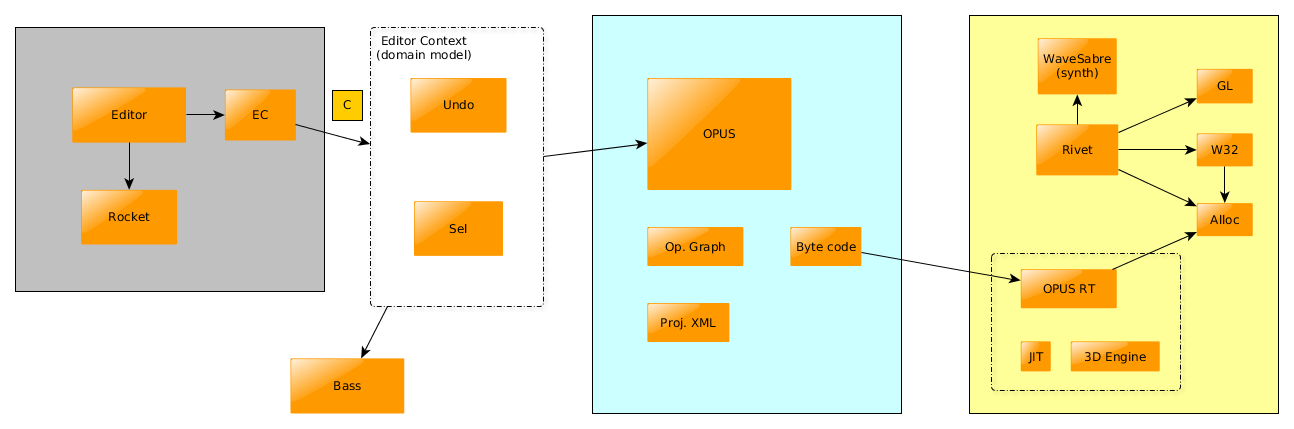 Editor
EC
Rocket
C
Editor Context
(domain model)
Undo
Sel
Bass
OPUS
Op. Graph
Byte code
Proj. XML
WaveSabre
(synth)
GL
Rivet
W32
Alloc
OPUS RT
JIT
3D Engine